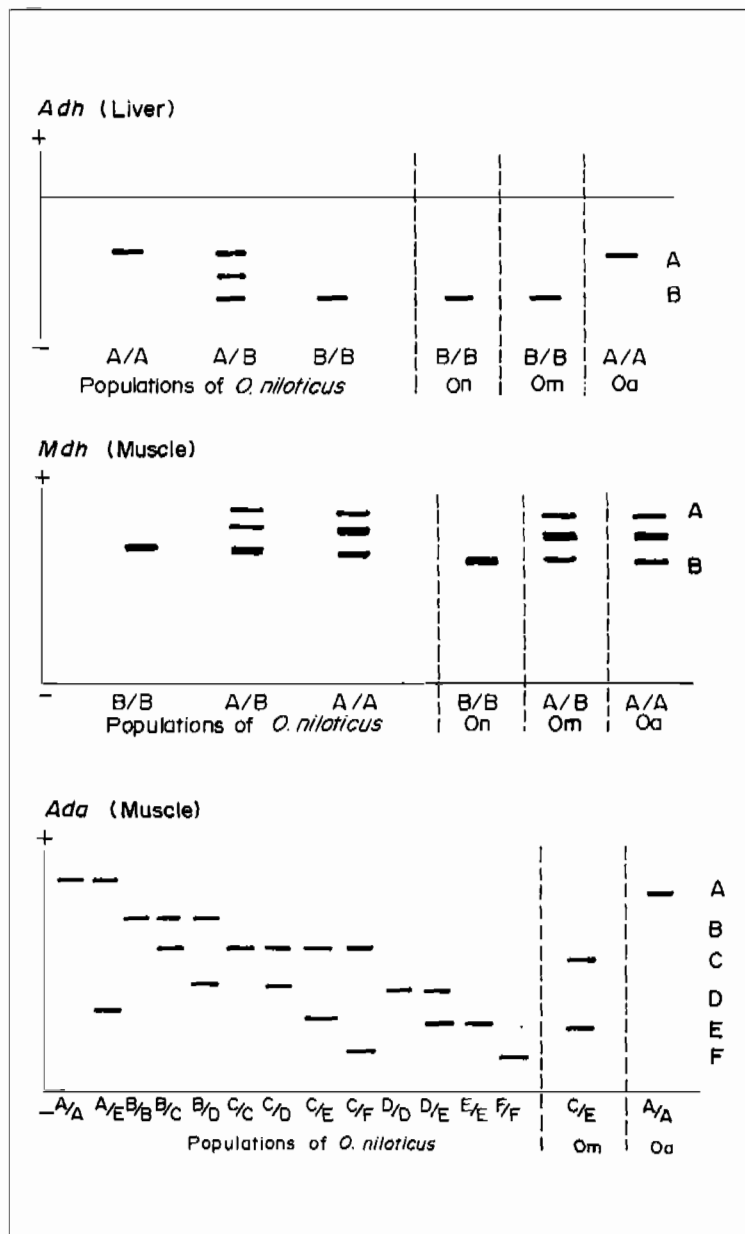 Adh (Liver)
+
A
B
−
A/A A/B B/B B/B B/B A/A
Populations of O. niloticus On Om Oa
Mdh (Muscle)
+
A
B
−
B/B A/B A/A B/B A/B A/A
Populations of O. niloticus On Om Oa
Ada (Muscle)
+
A
B
C
D
E
F
−
A/A A/E B/B B/C B/D C/C C/D C/E C/F D/D D/E E/E F/F C/E A/A
Populations of O. niloticus Om Oa